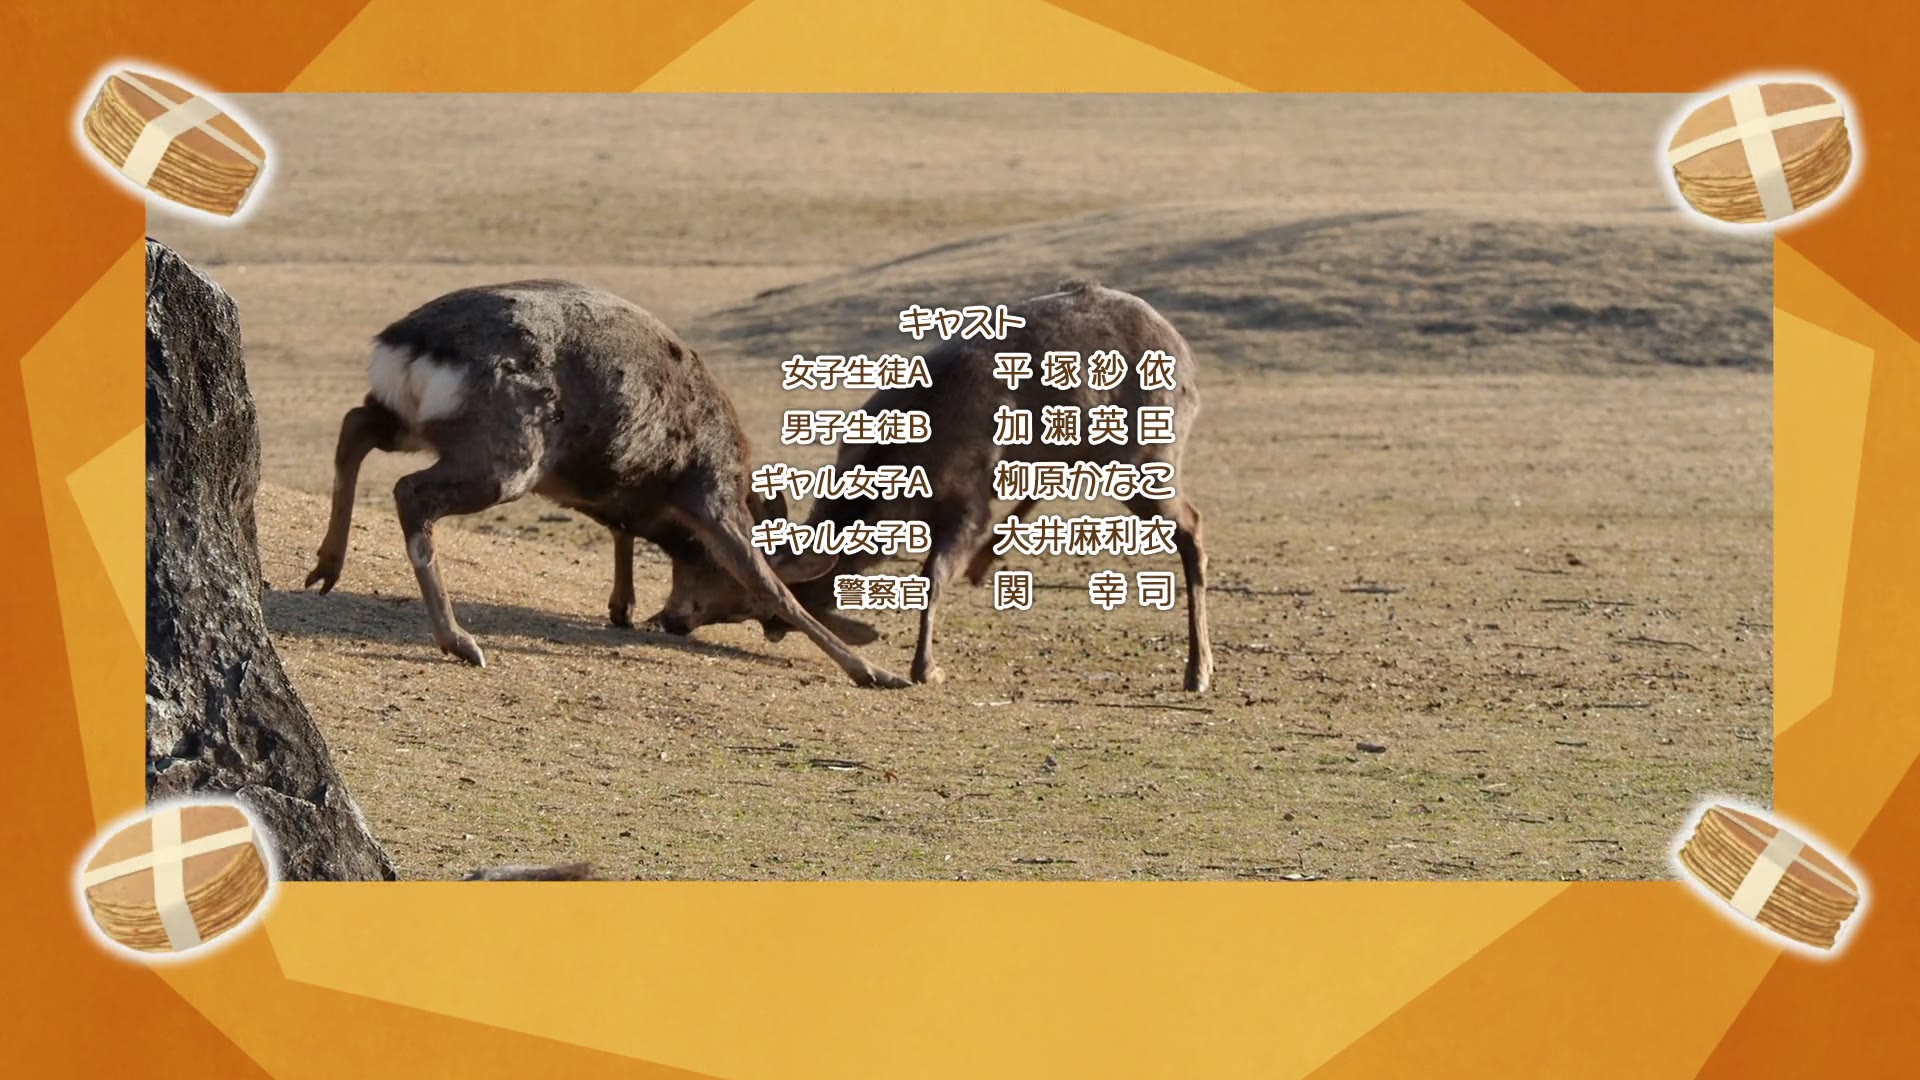 キャスト
女子生徒A 平塚紗依
男子生徒B 加瀬英臣
ギャル女子A 柳原かなこ
ギャル女子B 大井麻利衣
警察官 関 幸司